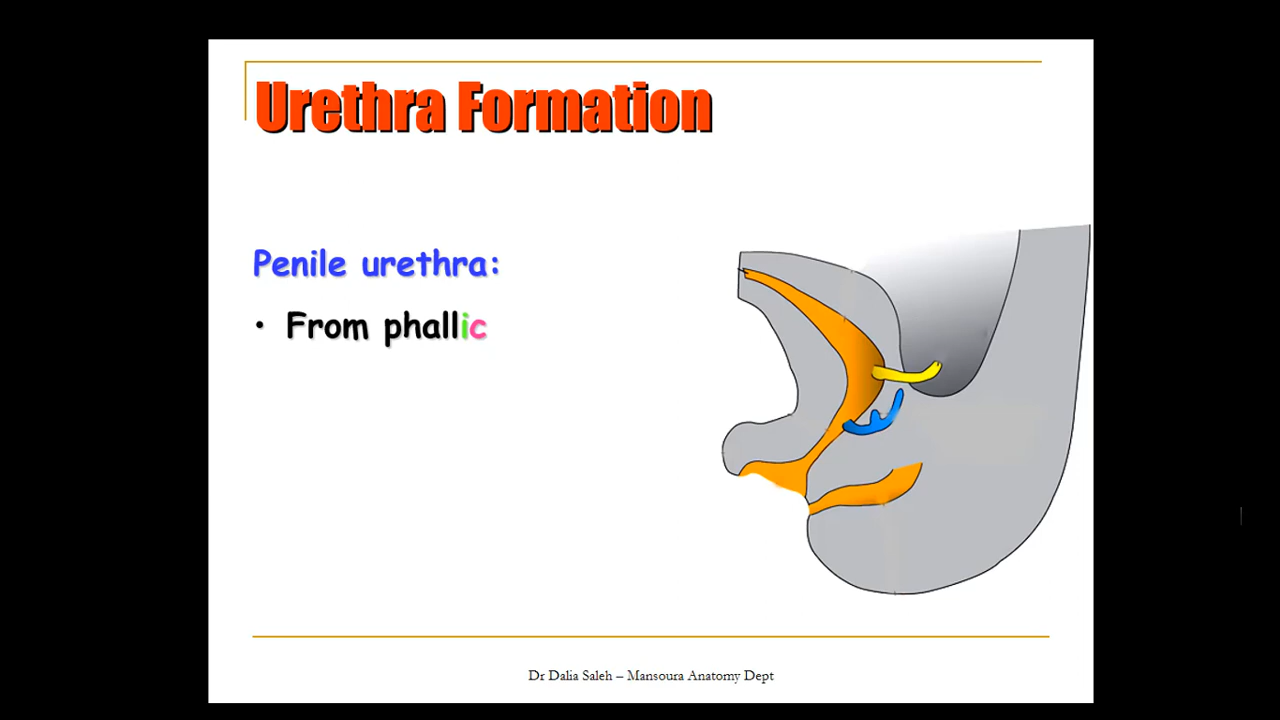 Urethra Formation
Penile urethra:
• From phallic
Dr Dalia Saleh – Mansoura Anatomy Dept